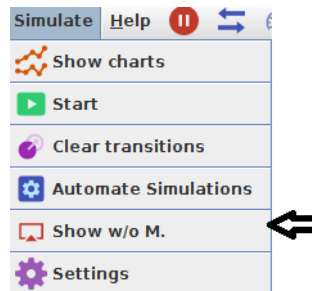 Simulate Help
Show charts
Start
Clear transitions
Automate Simulations
Show w/o M.
Settings